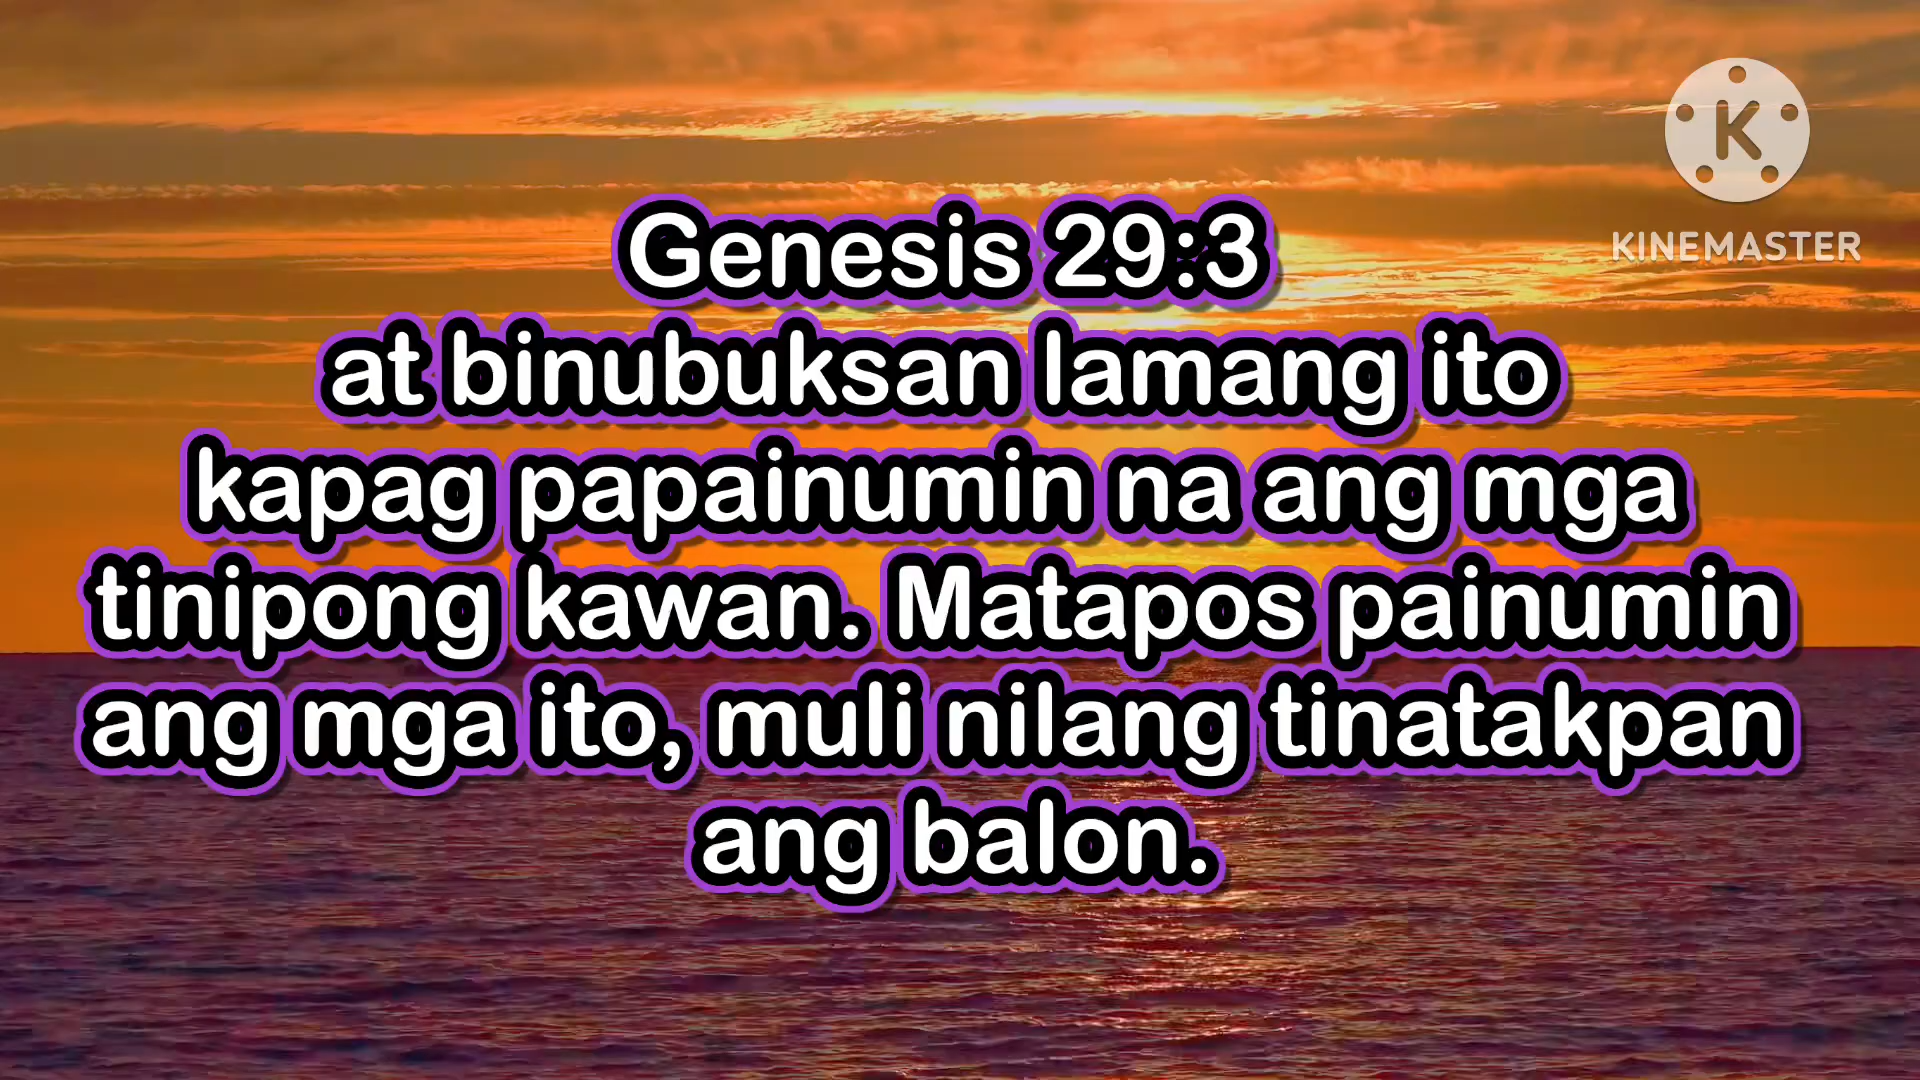 K
KINEMASTER
Genesis 29:3
at binubuksan lamang ito
kapag papainumin na ang mga
tinipong kawan. Matapos painumin
ang mga ito, muli nilang tinatakpan
ang balon.